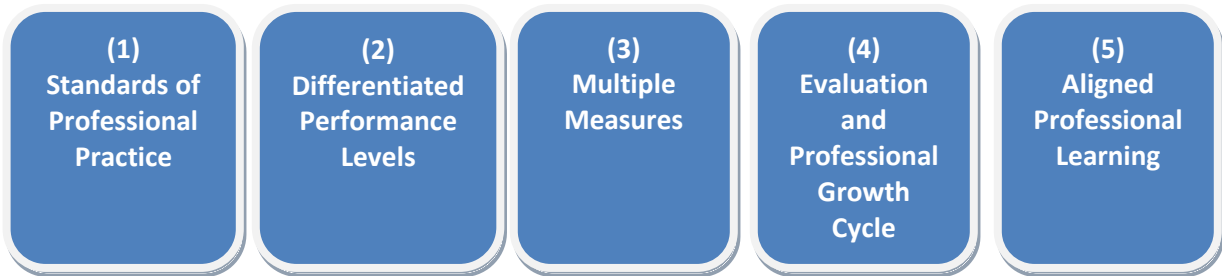 (1)
Standards of
Professional
Practice
(2)
Differentiated
Performance
Levels
(3)
Multiple
Measures
(4)
Evaluation
and
Professional
Growth
Cycle
(5)
Aligned
Professional
Learning